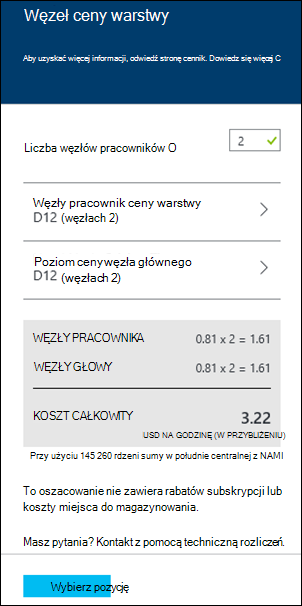 Węzeł ceny warstwy
Aby uzyskać więcej informacji, odwiedź stronę cennik. Dowiedz się więcej C
Liczba węzłów pracowników O
2
Węzły pracownik ceny warstwy
D12 (węzłach 2)
Poziom ceny węzła głównego
D12 (węzłach 2)
WĘZŁY PRACOWNIKA 0.81 x 2 = 1.61
WĘZŁY GŁOWY 0.81 x 2 = 1.61
KOSZT CAŁKOWITY 3.22
USD NA GODZINĘ (W PRZYBLIŻENIU)
Przy użyciu 145 260 rdzeni sumy w południe centralnej z NAMI
To oszacowanie nie zawiera rabatów subskrypcji lub
koszty miejsca do magazynowania.
Masz pytania? Kontakt z pomocą techniczną rozliczeń.
Wybierz pozycję